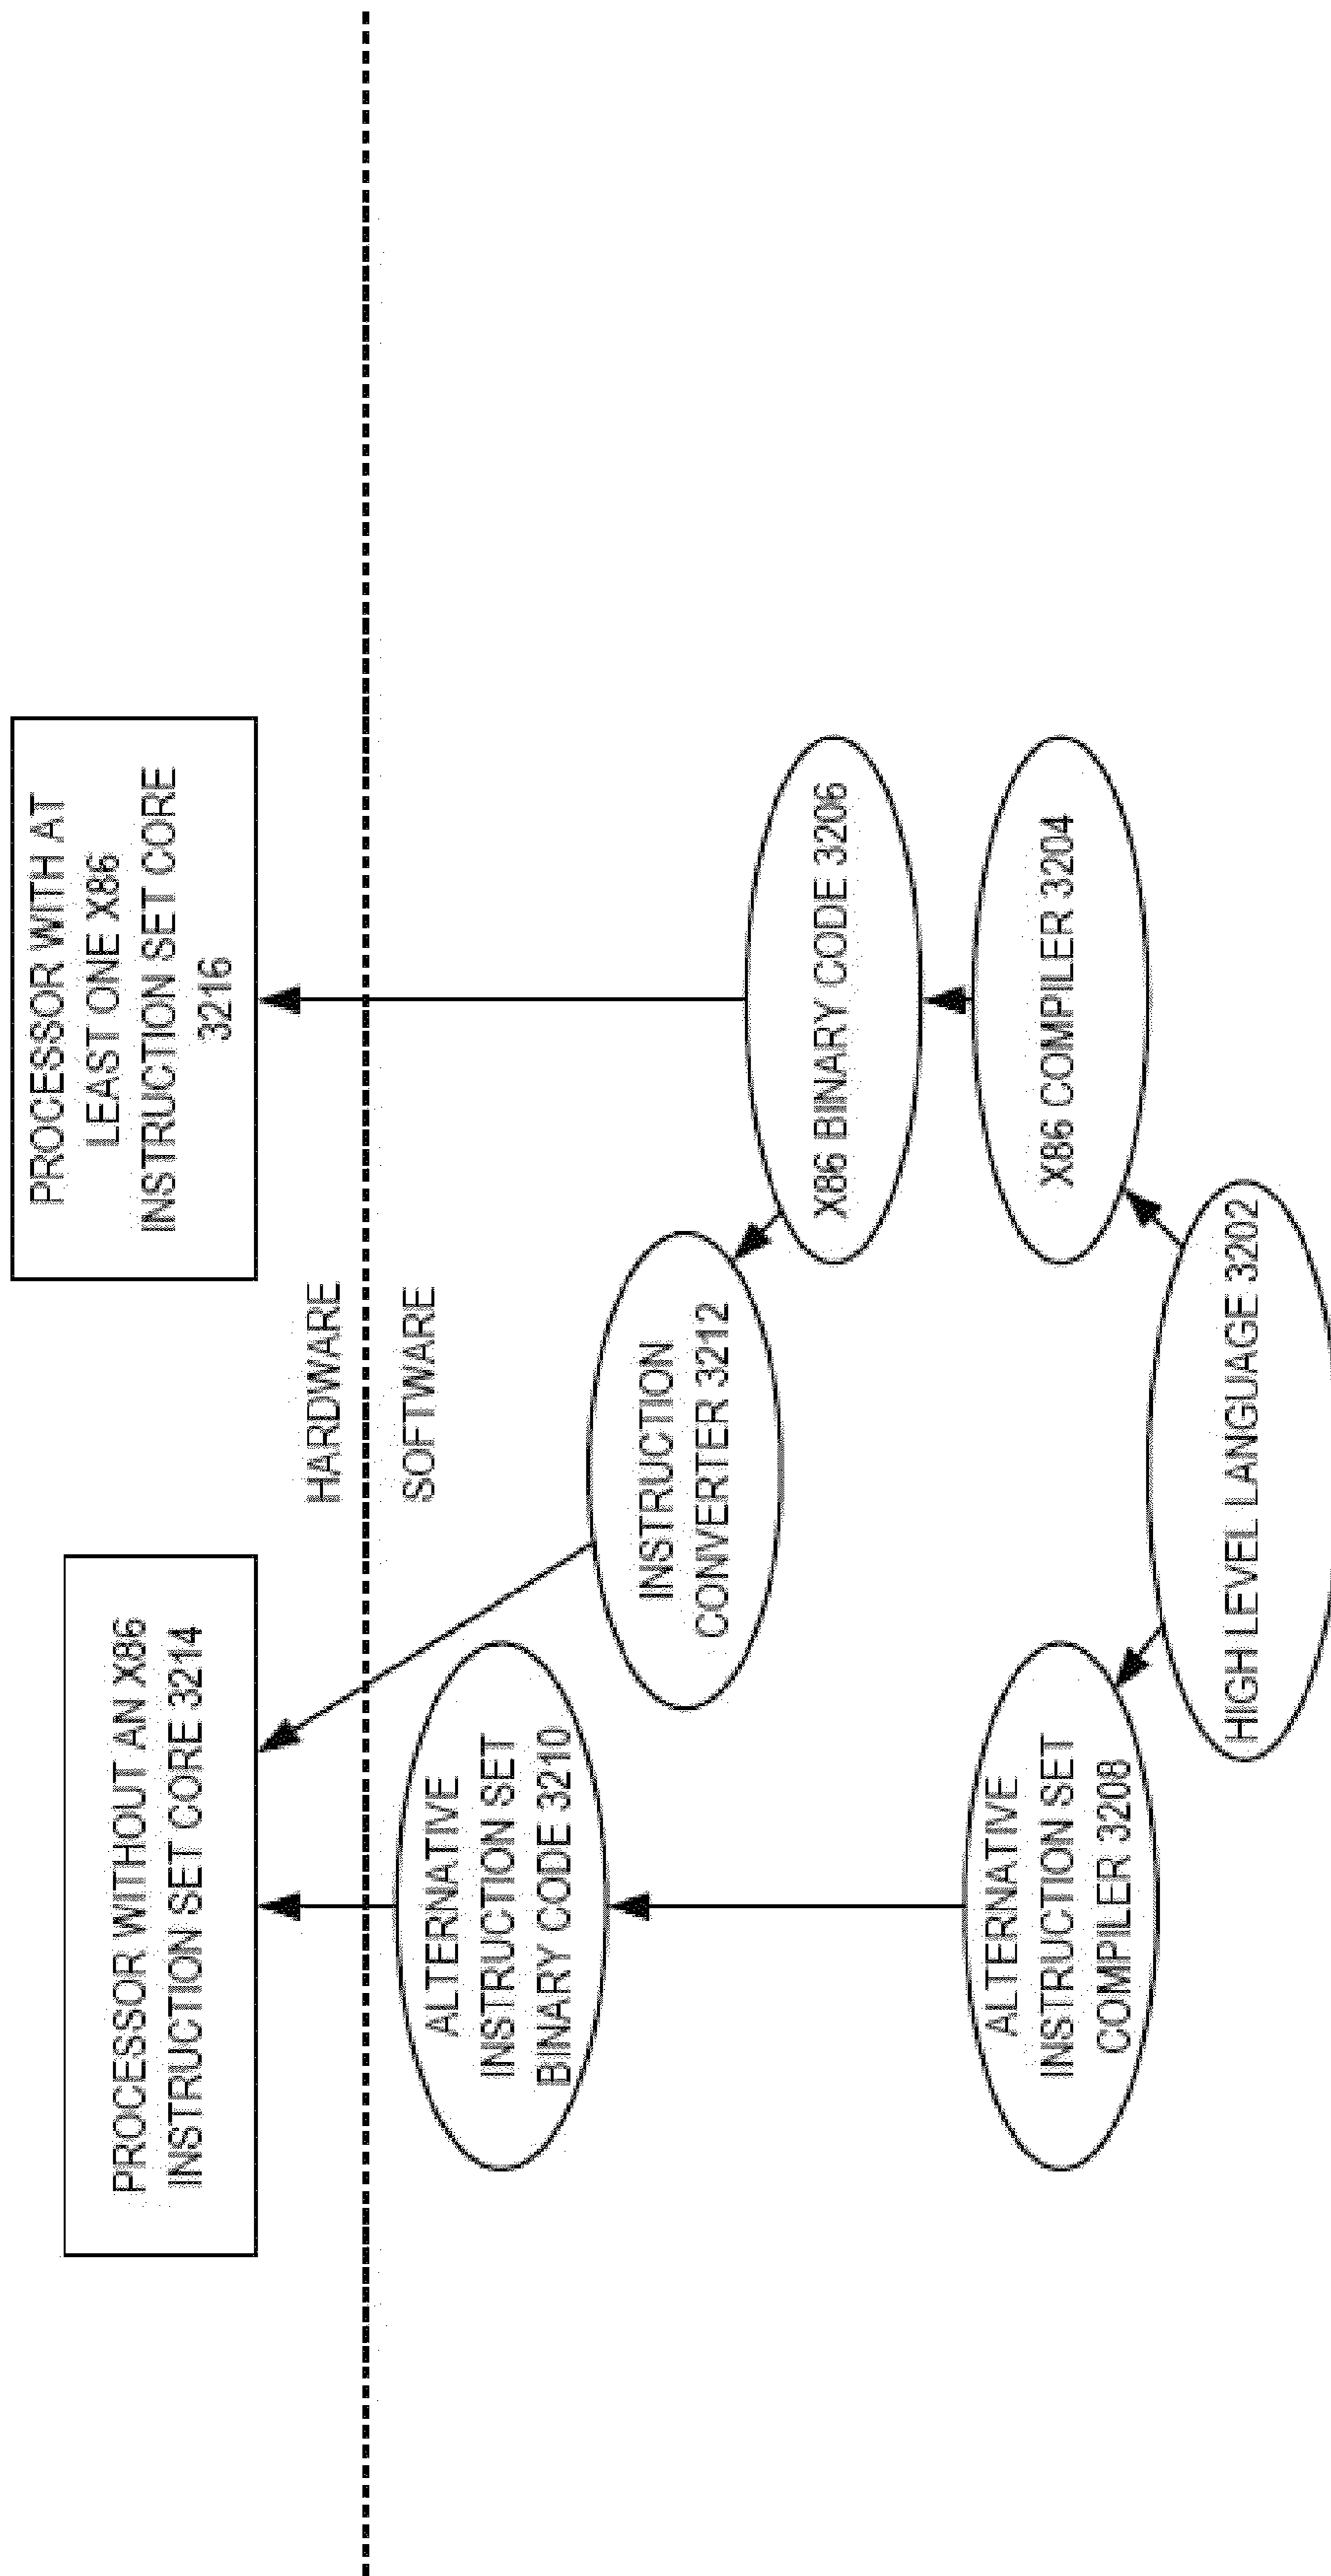 PROCESSOR WITHOUT AN X86
INSTRUCTION SET CORE 3214
PROCESSOR WITH AT
LEAST ONE X86
INSTRUCTION SET CORE
3216
HARDWARE
SOFTWARE
ALTERNATIVE
INSTRUCTION SET
BINARY CODE 3210
INSTRUCTION
CONVERTER 3212
X86 BINARY CODE 3206
ALTERNATIVE
INSTRUCTION SET
COMPILER 3208
X86 COMPILER 3204
HIGH LEVEL LANGUAGE 3202